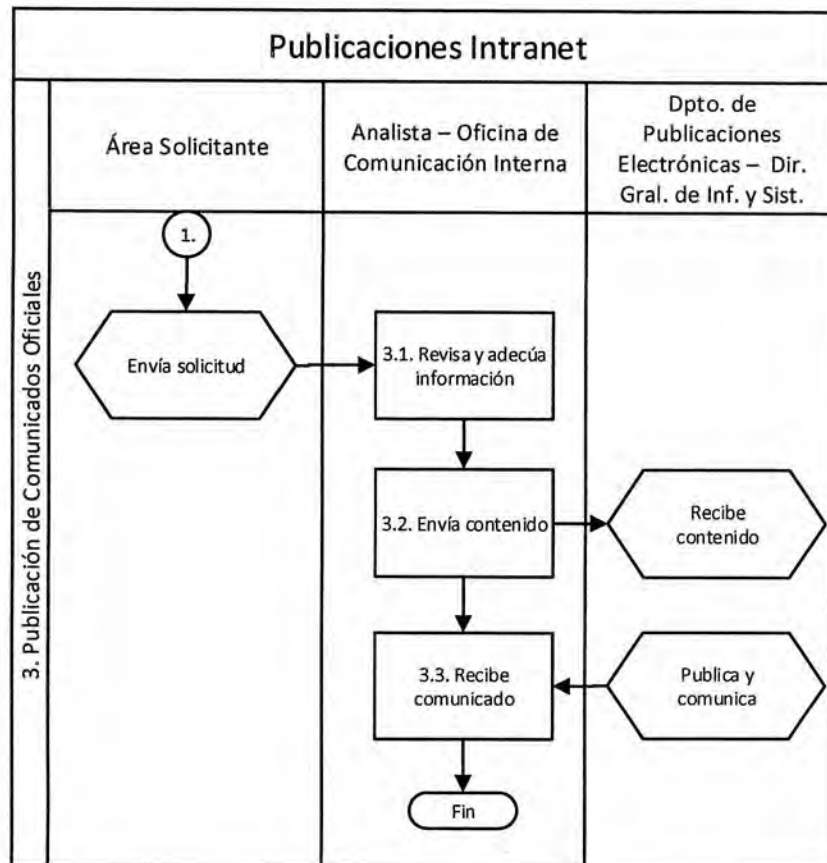 Publicaciones Intranet
3. Publicación de Comunicados Oficiales
Área Solicitante
Analista – Oficina de
Comunicación Interna
Dpto. de
Publicaciones
Electrónicas – Dir.
Gral. de Inf. y Sist.
1.
Envía solicitud
3.1. Revisa y adecúa
información
3.2. Envía contenido
Recibe
contenido
3.3. Recibe
comunicado
Publica y
comunica
Fin